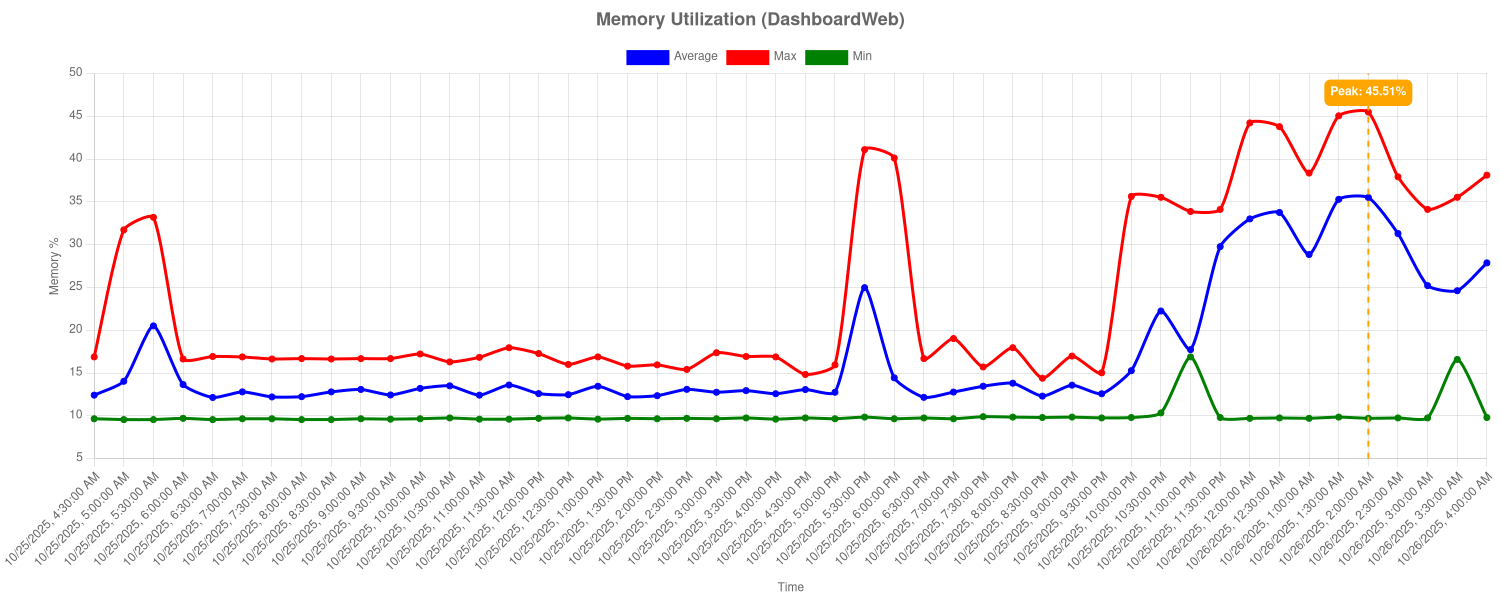 Memory Utilization (DashboardWeb)
Average Max Min
Peak: 45.51%
50
45
40
35
30
25
20
15
10
5
Memory %
10/25/2025, 4:30:00 AM
10/25/2025, 5:00:00 AM
10/25/2025, 5:30:00 AM
10/25/2025, 6:00:00 AM
10/25/2025, 6:30:00 AM
10/25/2025, 7:00:00 AM
10/25/2025, 7:30:00 AM
10/25/2025, 8:00:00 AM
10/25/2025, 8:30:00 AM
10/25/2025, 9:00:00 AM
10/25/2025, 9:30:00 AM
10/25/2025, 10:00:00 AM
10/25/2025, 10:30:00 AM
10/25/2025, 11:00:00 AM
10/25/2025, 11:30:00 AM
10/25/2025, 12:00:00 PM
10/25/2025, 12:30:00 PM
10/25/2025, 1:00:00 PM
10/25/2025, 1:30:00 PM
10/25/2025, 2:00:00 PM
10/25/2025, 2:30:00 PM
10/25/2025, 3:00:00 PM
10/25/2025, 3:30:00 PM
10/25/2025, 4:00:00 PM
10/25/2025, 4:30:00 PM
10/25/2025, 5:00:00 PM
10/25/2025, 5:30:00 PM
10/25/2025, 6:00:00 PM
10/25/2025, 6:30:00 PM
10/25/2025, 7:00:00 PM
10/25/2025, 7:30:00 PM
10/25/2025, 8:00:00 PM
10/25/2025, 8:30:00 PM
10/25/2025, 9:00:00 PM
10/25/2025, 9:30:00 PM
10/25/2025, 10:00:00 PM
10/25/2025, 10:30:00 PM
10/25/2025, 11:00:00 PM
10/25/2025, 11:30:00 PM
10/26/2025, 12:00:00 AM
10/26/2025, 12:30:00 AM
10/26/2025, 1:00:00 AM
10/26/2025, 1:30:00 AM
10/26/2025, 2:00:00 AM
10/26/2025, 2:30:00 AM
10/26/2025, 3:00:00 AM
10/26/2025, 3:30:00 AM
10/26/2025, 4:00:00 AM
Time